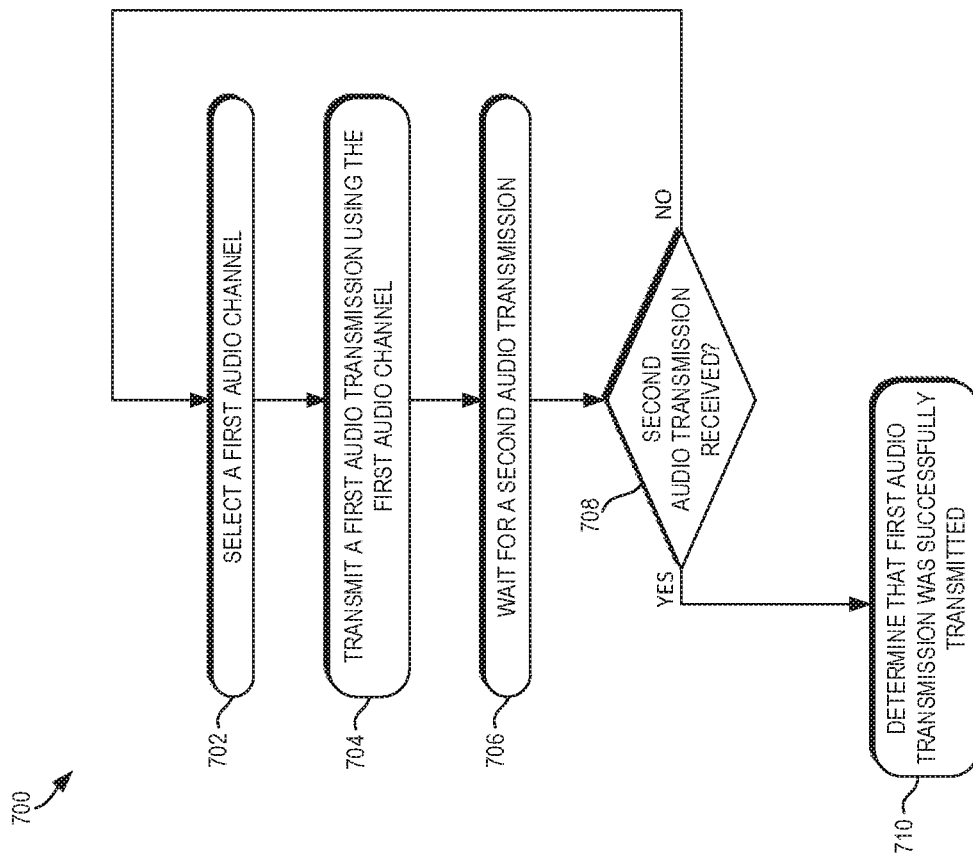 700
702
SELECT A FIRST AUDIO CHANNEL
704
TRANSMIT A FIRST AUDIO TRANSMISSION USING THE
FIRST AUDIO CHANNEL
706
WAIT FOR A SECOND AUDIO TRANSMISSION
708
SECOND
AUDIO TRANSMISSION
RECEIVED?
YES
NO
710
DETERMINE THAT FIRST AUDIO
TRANSMISSION WAS SUCCESSFULLY
TRANSMITTED